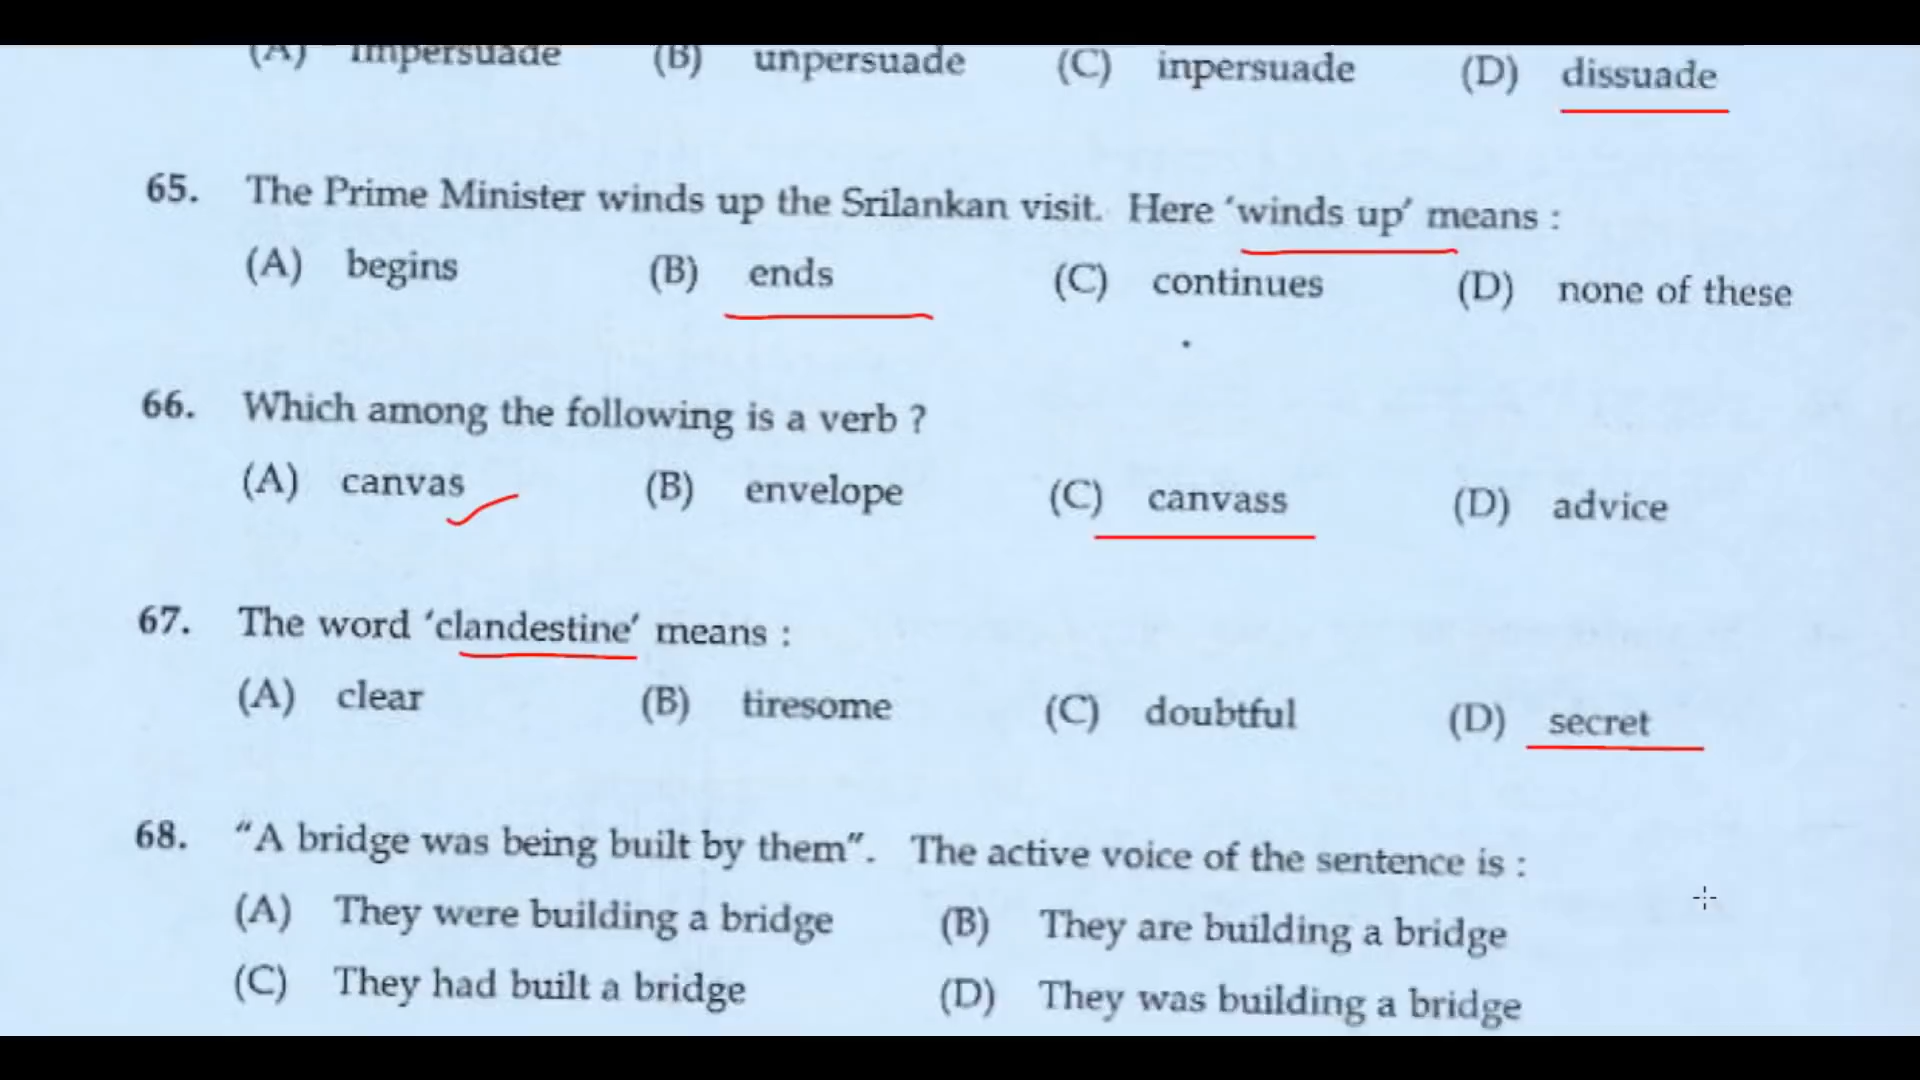 (A) impersuade (B) unpersuade (C) inpersuade (D) dissuade
65. The Prime Minister winds up the Srilankan visit. Here ‘winds up’ means :
(A) begins (B) ends (C) continues (D) none of these
66. Which among the following is a verb ?
(A) canvas (B) envelope (C) canvass (D) advice
67. The word ‘clandestine’ means :
(A) clear (B) tiresome (C) doubtful (D) secret
68. “A bridge was being built by them”. The active voice of the sentence is :
(A) They were building a bridge (B) They are building a bridge
(C) They had built a bridge (D) They was building a bridge